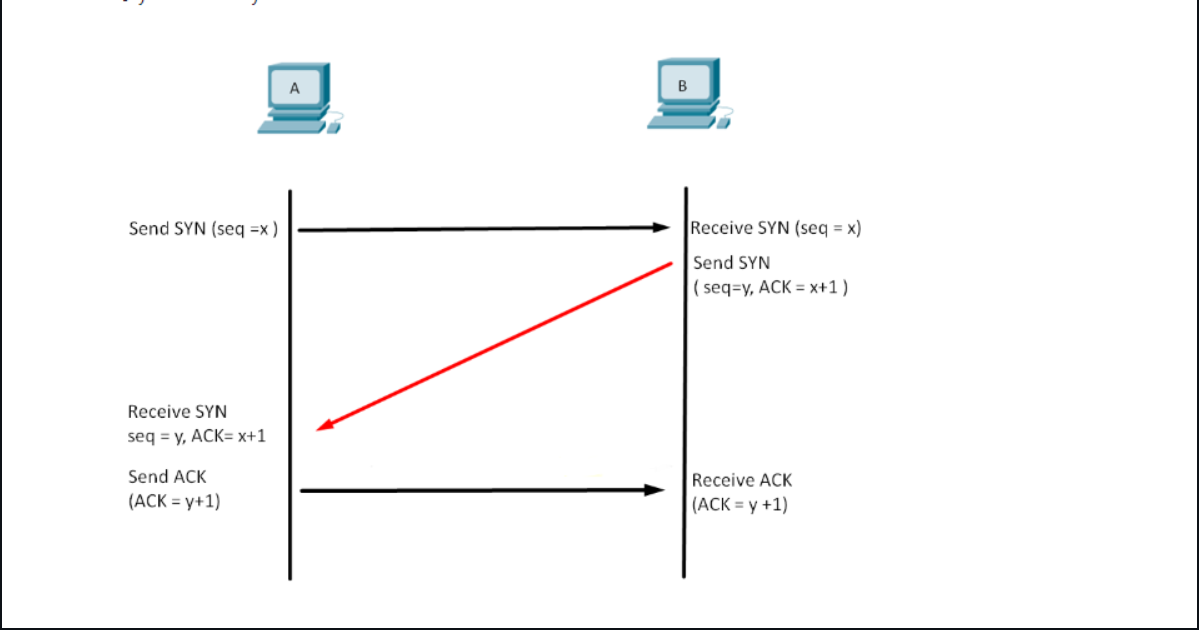 A
B
Send SYN (seq =x )
Receive SYN (seq = x)
Send SYN
( seq=y, ACK = x+1 )
Receive SYN
seq = y, ACK= x+1
Send ACK
(ACK = y+1)
Receive ACK
(ACK = y +1)